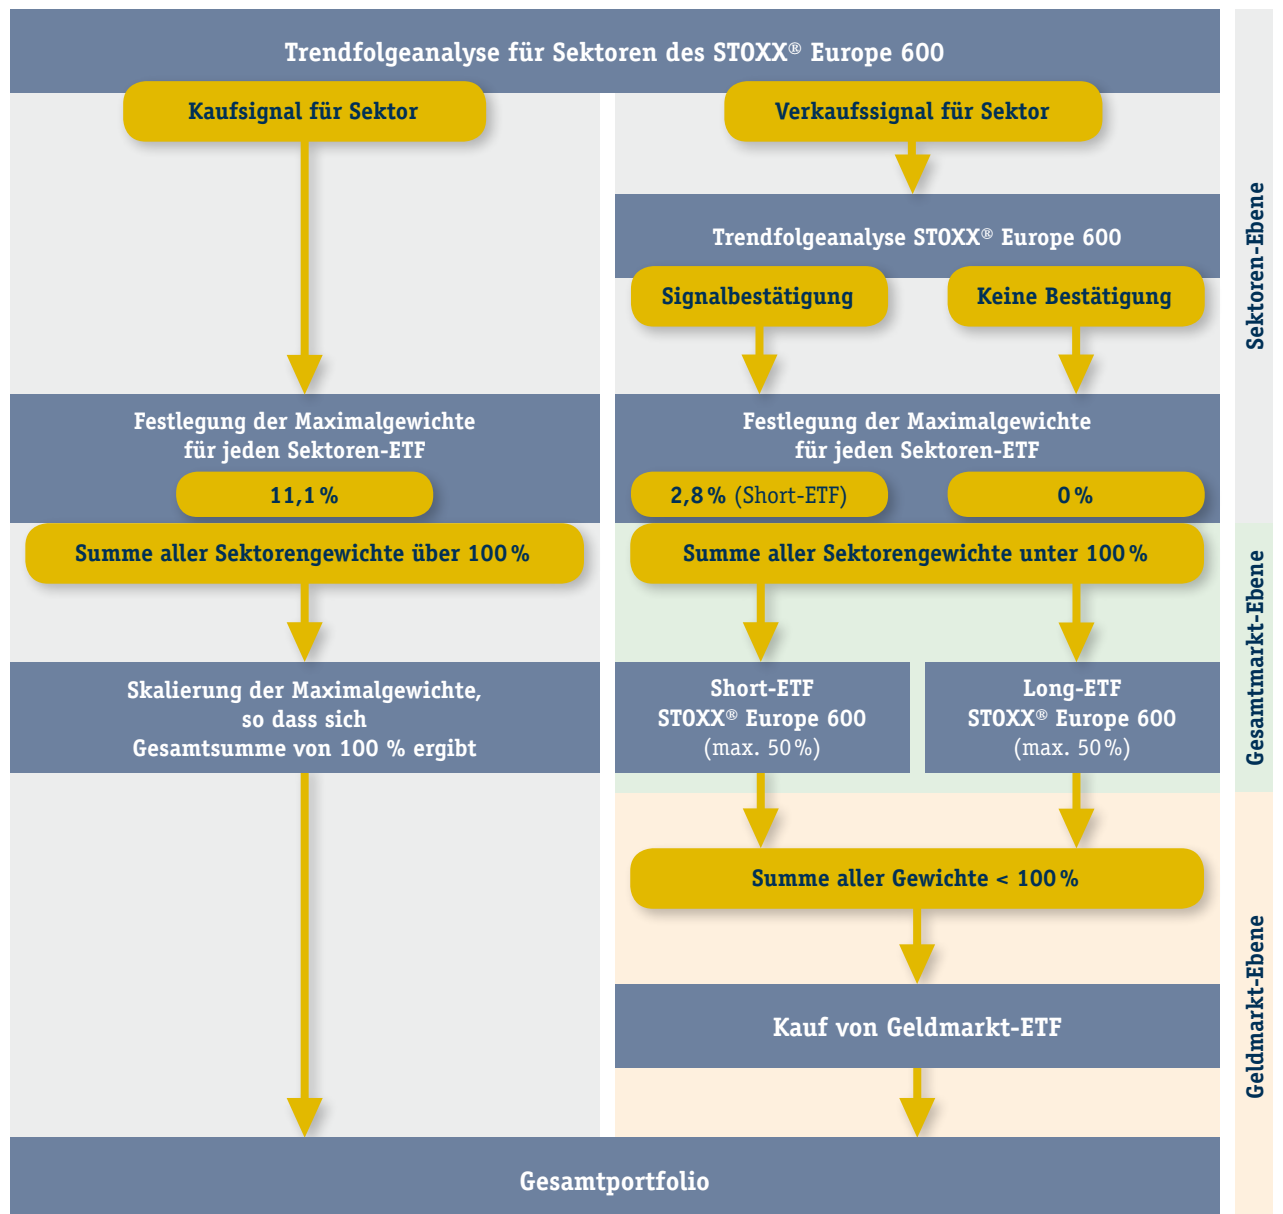 Trendfolgeanalyse für Sektoren des STOXX® Europe 600
Kaufsignal für Sektor
Verkaufssignal für Sektor
Trendfolgeanalyse STOXX® Europe 600
Signalbestätigung
Keine Bestätigung
Festlegung der Maximalgewichte
für jeden Sektoren-ETF
11,1 %
Festlegung der Maximalgewichte
für jeden Sektoren-ETF
2,8 % (Short-ETF)
0 %
Summe aller Sektorengewichte über 100 %
Summe aller Sektorengewichte unter 100 %
Skalierung der Maximalgewichte,
so dass sich
Gesamtsumme von 100 % ergibt
Short-ETF
STOXX® Europe 600
(max. 50 %)
Long-ETF
STOXX® Europe 600
(max. 50 %)
Summe aller Gewichte < 100 %
Kauf von Geldmarkt-ETF
Gesamtportfolio
Sektoren-Ebene
Gesamtmarkt-Ebene
Geldmarkt-Ebene